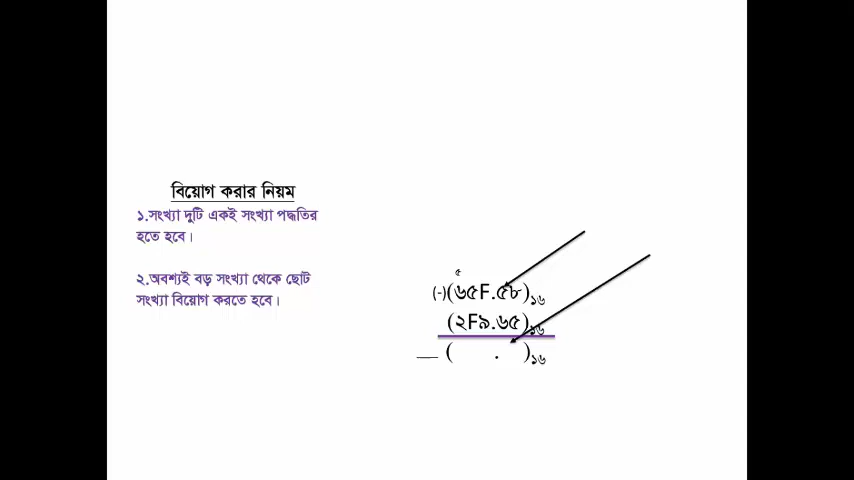 বিয়োগ করার নিয়ম
১.সংখ্যা দুটি একই সংখ্যা পদ্ধতির
হতে হবে।
২.অবশ্যই বড় সংখ্যা থেকে ছোট
সংখ্যা বিয়োগ করতে হবে।
৫
(-)(৬৫F.৫৮)১৬
(২F৯.৬৫)১৬
( . )১৬